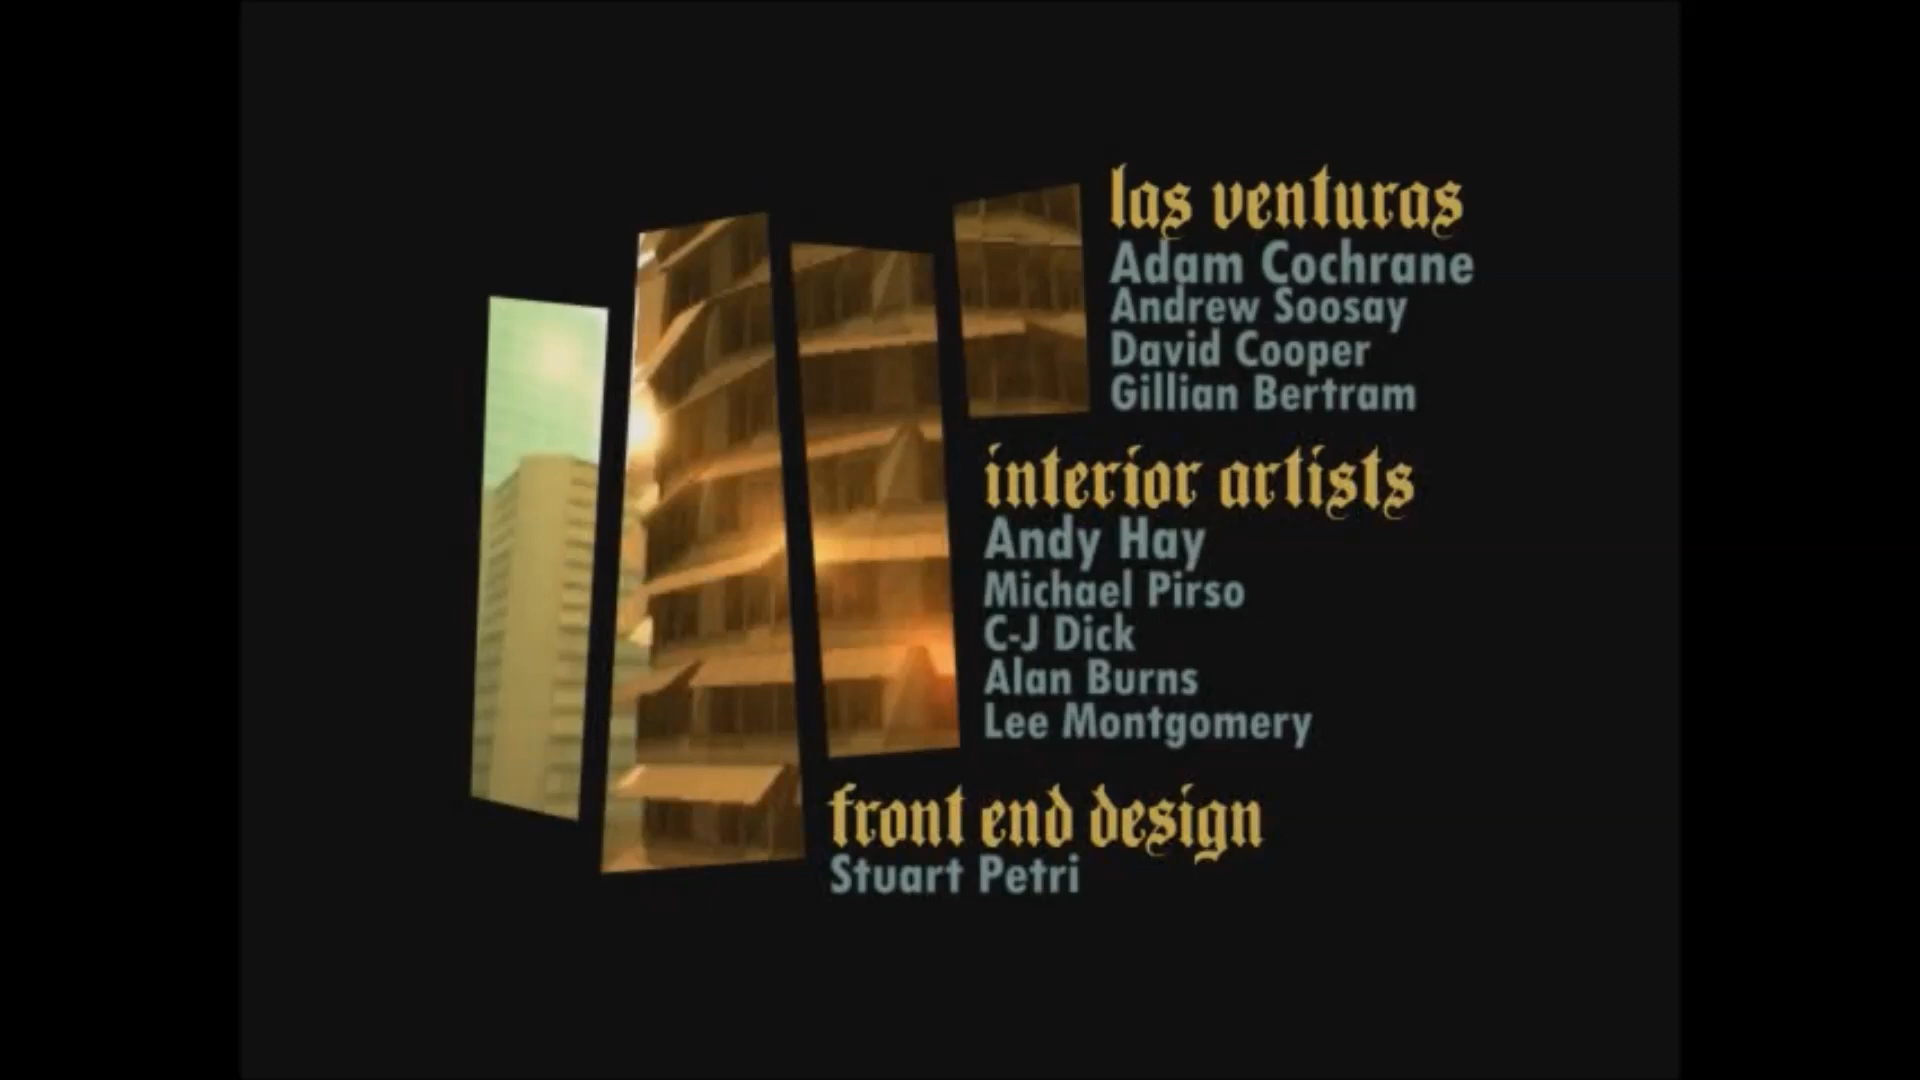 las venturas
Adam Cochrane
Andrew Soosay
David Cooper
Gillian Bertram
interior artists
Andy Hay
Michael Pirso
C-J Dick
Alan Burns
Lee Montgomery
front end design
Stuart Petri